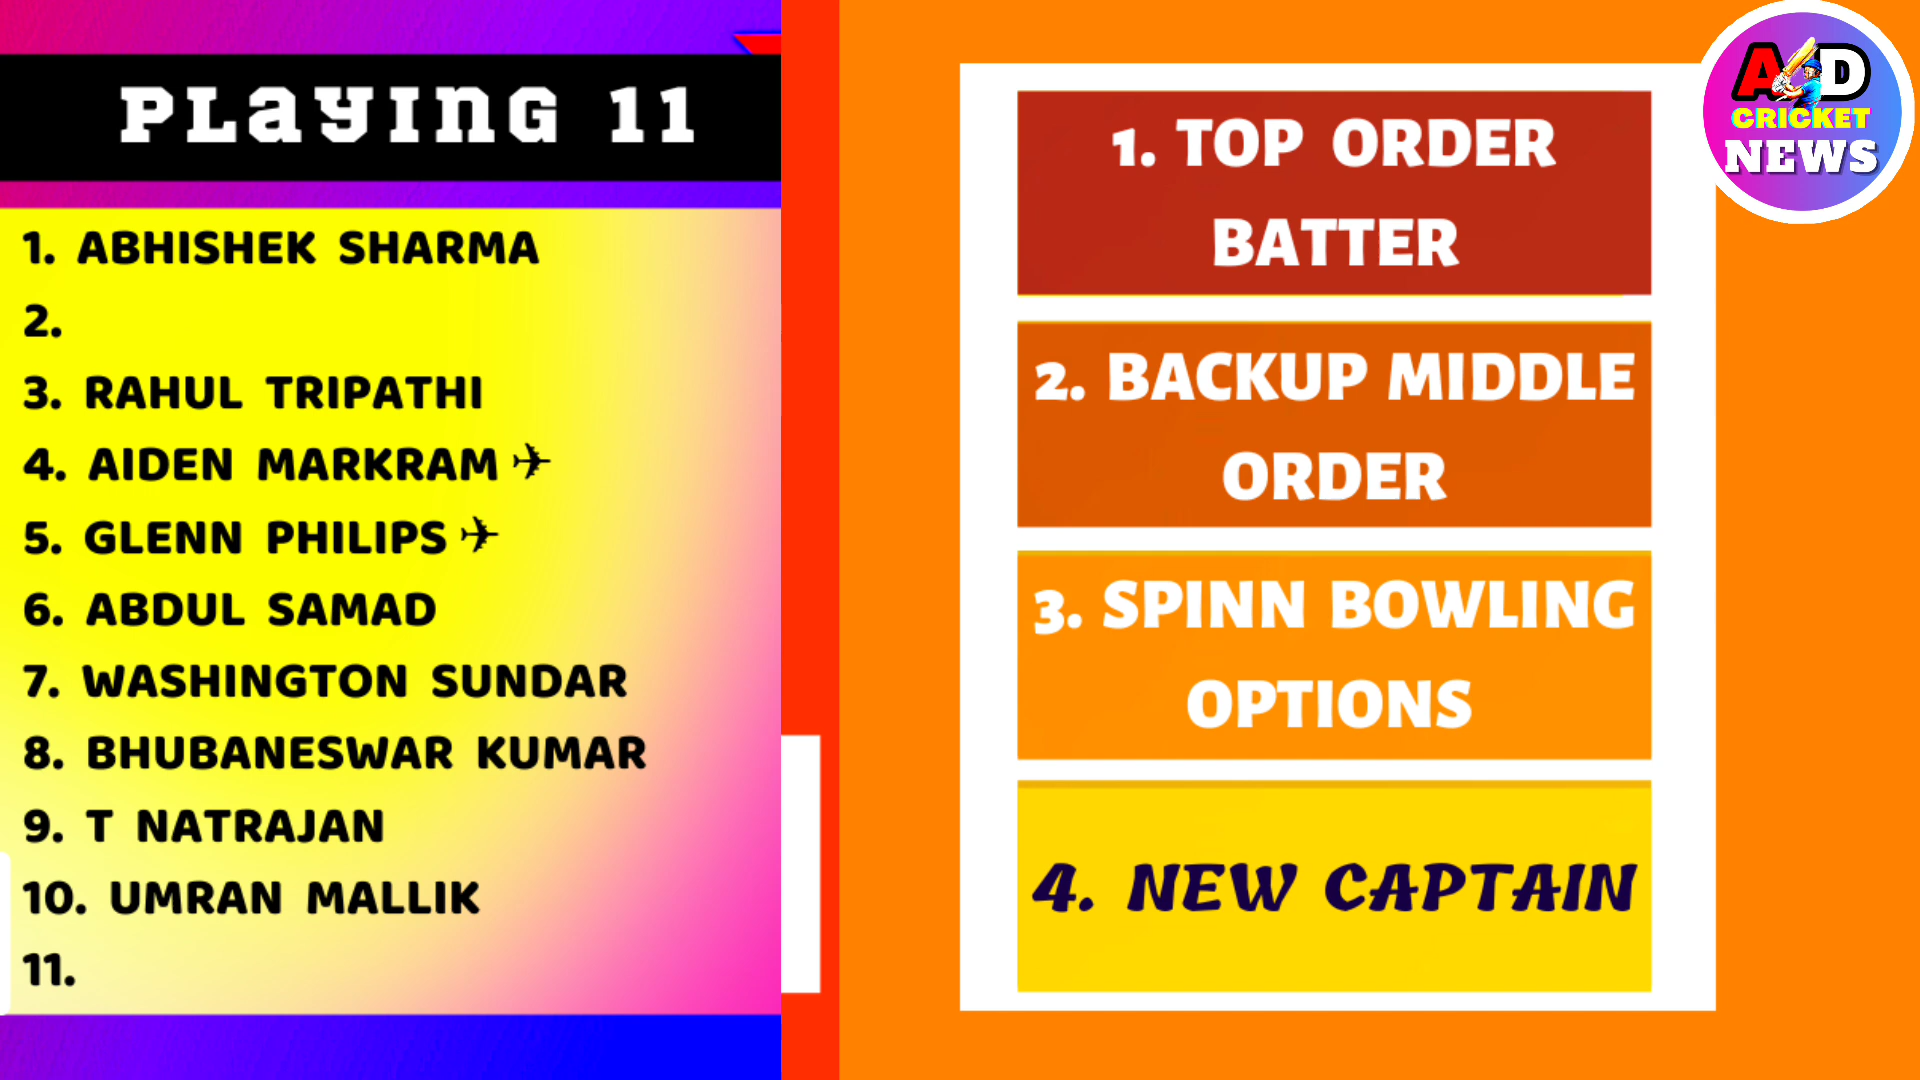 PLaYInG 11
1. ABHISHEK SHARMA
2.
3. RAHUL TRIPATHI
4. AIDEN MARKRAM ✈
5. GLENN PHILIPS ✈
6. ABDUL SAMAD
7. WASHINGTON SUNDAR
8. BHUBANESWAR KUMAR
9. T NATRAJAN
10. UMRAN MALLIK
11.
1. TOP ORDER
BATTER
2. BACKUP MIDDLE
ORDER
3. SPINN BOWLING
OPTIONS
4. NEW CAPTAIN
A D
CRICKET
NEWS